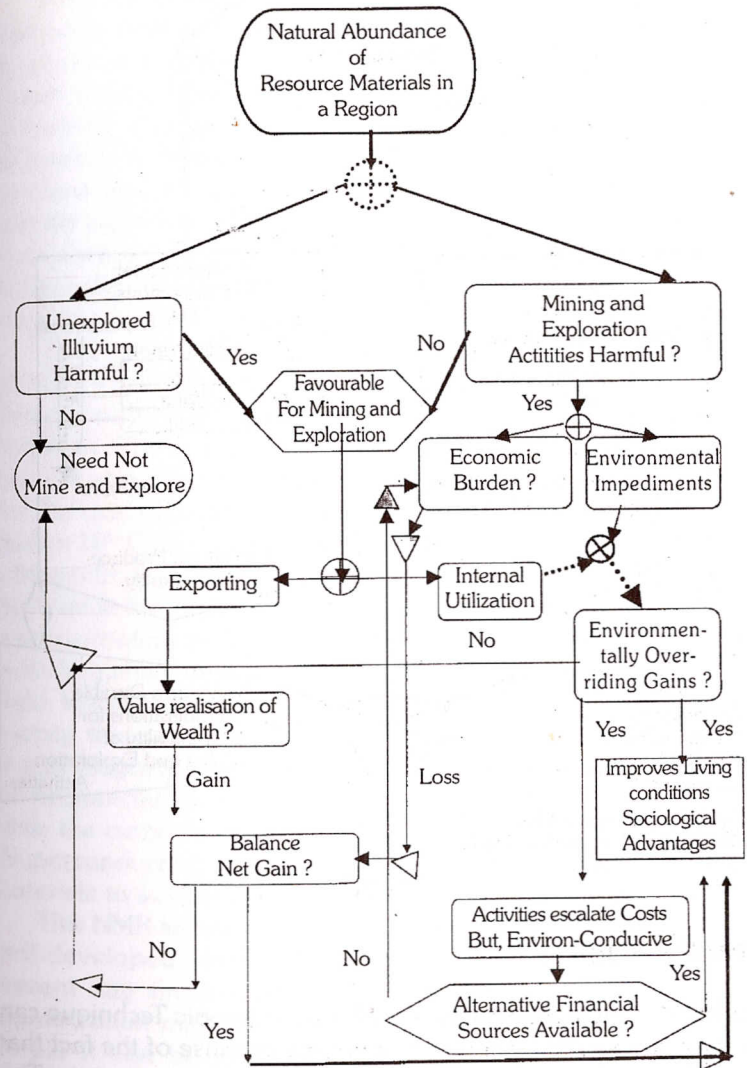 Natural Abundance
of
Resource Materials in
a Region
Unexplored
Illuvium
Harmful ?
Yes
No
Mining and
Exploration
Actitities Harmful ?
Favourable
For Mining and
Exploration
No
Yes
Need Not
Mine and Explore
Economic
Burden ?
Environmental
Impediments
Exporting
Internal
Utilization
No
Environmen-
tally Over-
riding Gains ?
Value realisation of
Wealth ?
Yes
Yes
Gain
Loss
Improves Living
conditions
Sociological
Advantages
Balance
Net Gain ?
Activities escalate Costs
But, Environ-Conducive
No
No
Yes
Alternative Financial
Sources Available ?
Yes